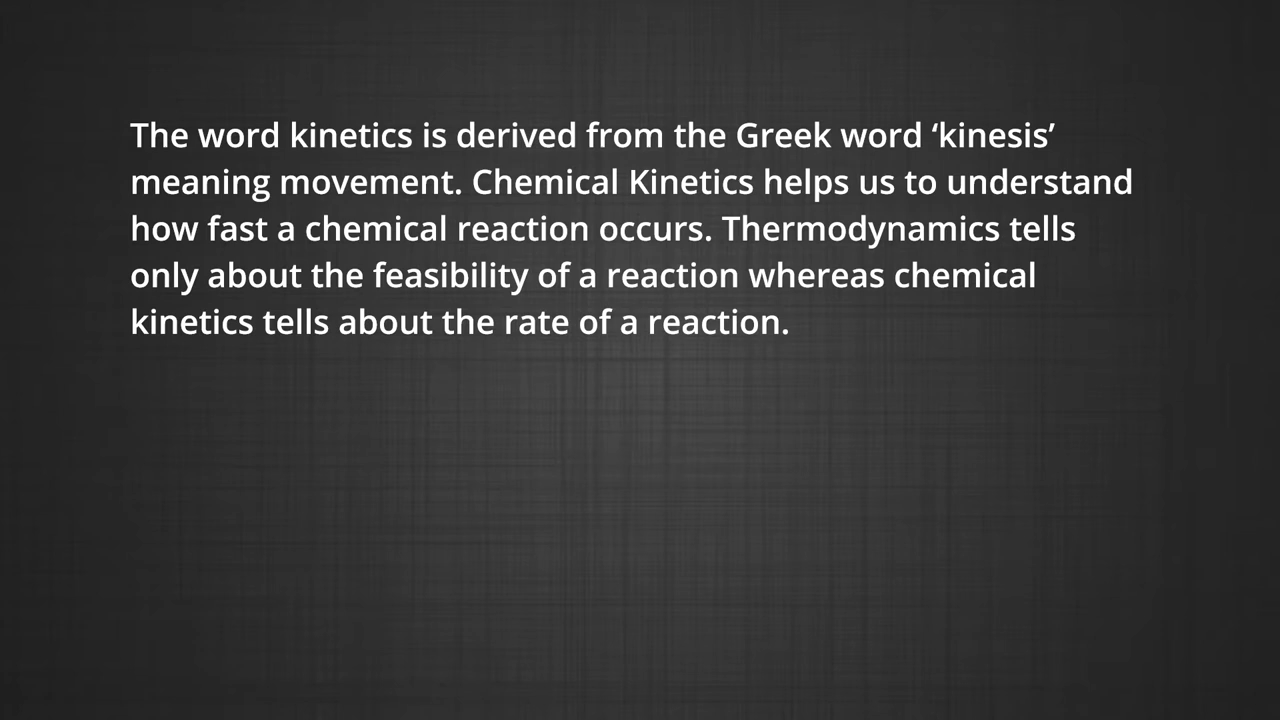 The word kinetics is derived from the Greek word ‘kinesis’
meaning movement. Chemical Kinetics helps us to understand
how fast a chemical reaction occurs. Thermodynamics tells
only about the feasibility of a reaction whereas chemical
kinetics tells about the rate of a reaction.